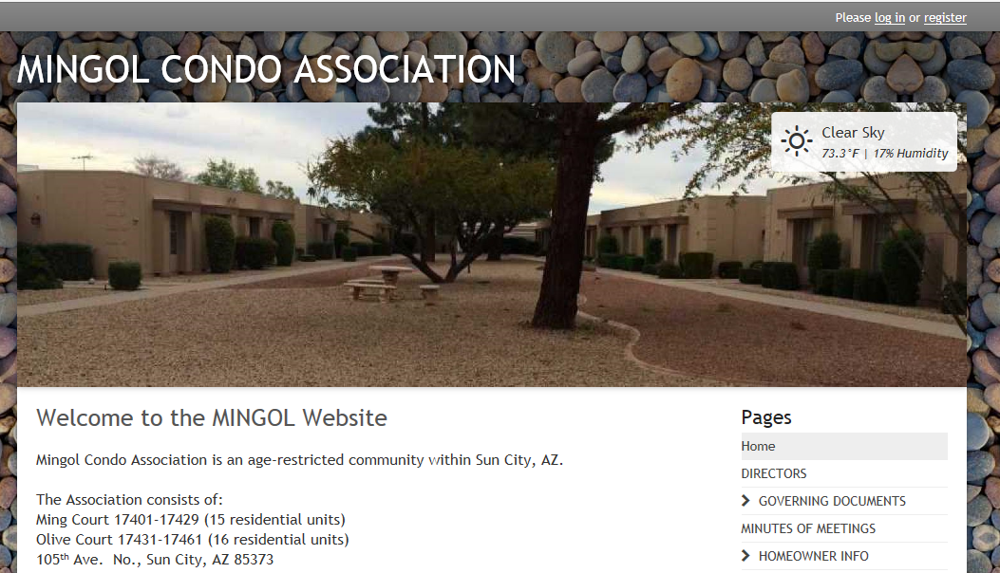 Please log in or register
MINGOL CONDO ASSOCIATION
Clear Sky
73.3°F | 17% Humidity
Welcome to the MINGOL Website
Mingol Condo Association is an age-restricted community within Sun City, AZ.
The Association consists of:
Ming Court 17401-17429 (15 residential units)
Olive Court 17431-17461 (16 residential units)
105th Ave.  No., Sun City, AZ 85373
Pages
Home
DIRECTORS
GOVERNING DOCUMENTS
MINUTES OF MEETINGS
HOMEOWNER INFO